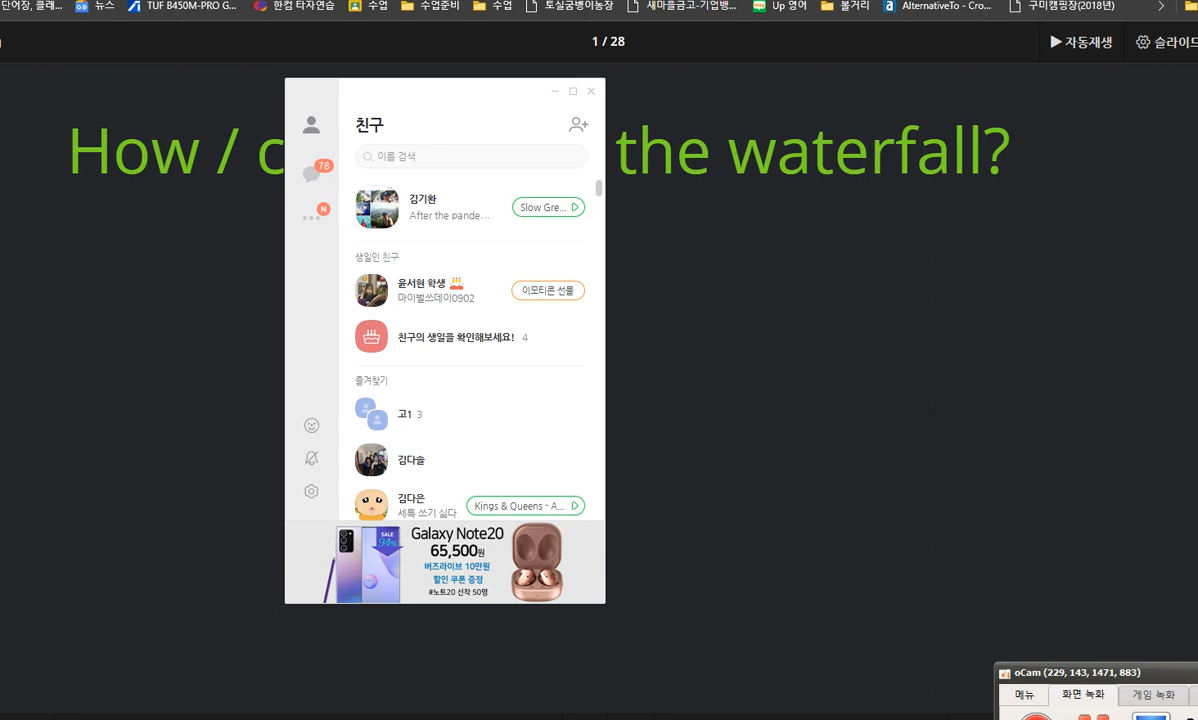 단어장, 클래...
뉴스
TUF B450M-PRO G...
한컴 타자연습
수업
수업준비
수업
토실굼벵이농장
새마을금고-기업뱅...
Up 영어
볼거리
AlternativeTo - Cro...
구미캠핑장(2018년)
1 / 28
자동재생
슬라이드
How / c
the waterfall?
친구
78
이름 검색
N
김기환
After the pande...
Slow Gre...
생일인 친구
윤서현 학생
마이벌쓰데이0902
이모티콘 선물
친구의 생일을 확인해보세요! 4
즐겨찾기
고1 3
김다솔
김다은
세특 쓰기 싫다
Kings & Queens - A...
SALE
94%
Galaxy Note20
65,500원
버즈라이브 10만원
할인 쿠폰 증정
#노트20 선착 50명
oCam (229, 143, 1471, 883)
메뉴
화면 녹화
게임 녹화